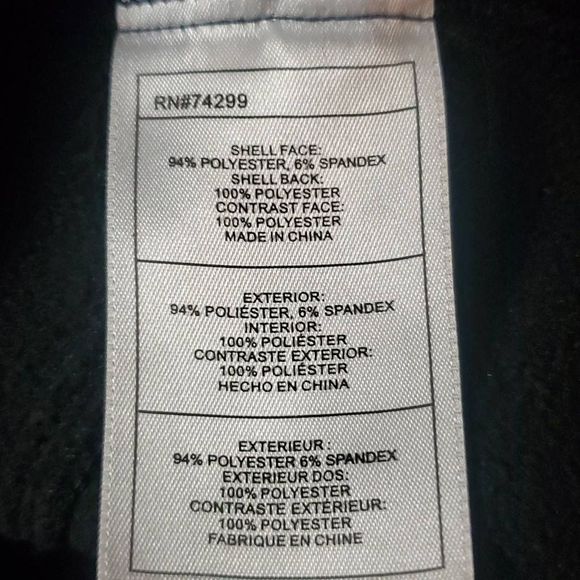 RN#74299
SHELL FACE:
94% POLYESTER, 6% SPANDEX
SHELL BACK:
100% POLYESTER
CONTRAST FACE:
100% POLYESTER
MADE IN CHINA
EXTERIOR:
94% POLIÉSTER, 6% SPANDEX
INTERIOR:
100% POLIÉSTER
CONTRASTE EXTERIOR:
100% POLIÉSTER
HECHO EN CHINA
EXTERIEUR :
94% POLYESTER 6% SPANDEX
EXTERIEUR DOS:
100% POLYESTER
CONTRASTE EXTÉRIEUR:
100% POLYESTER
FABRIQUE EN CHINE